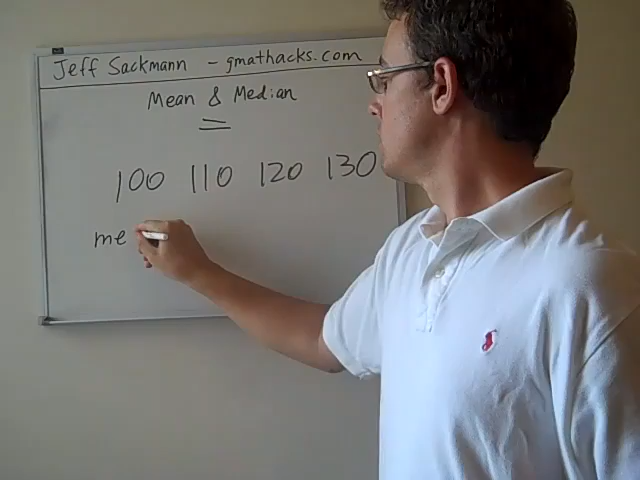 Jeff Sackmann - gmathacks.com
Mean & Median
=
100 110 120 130
me